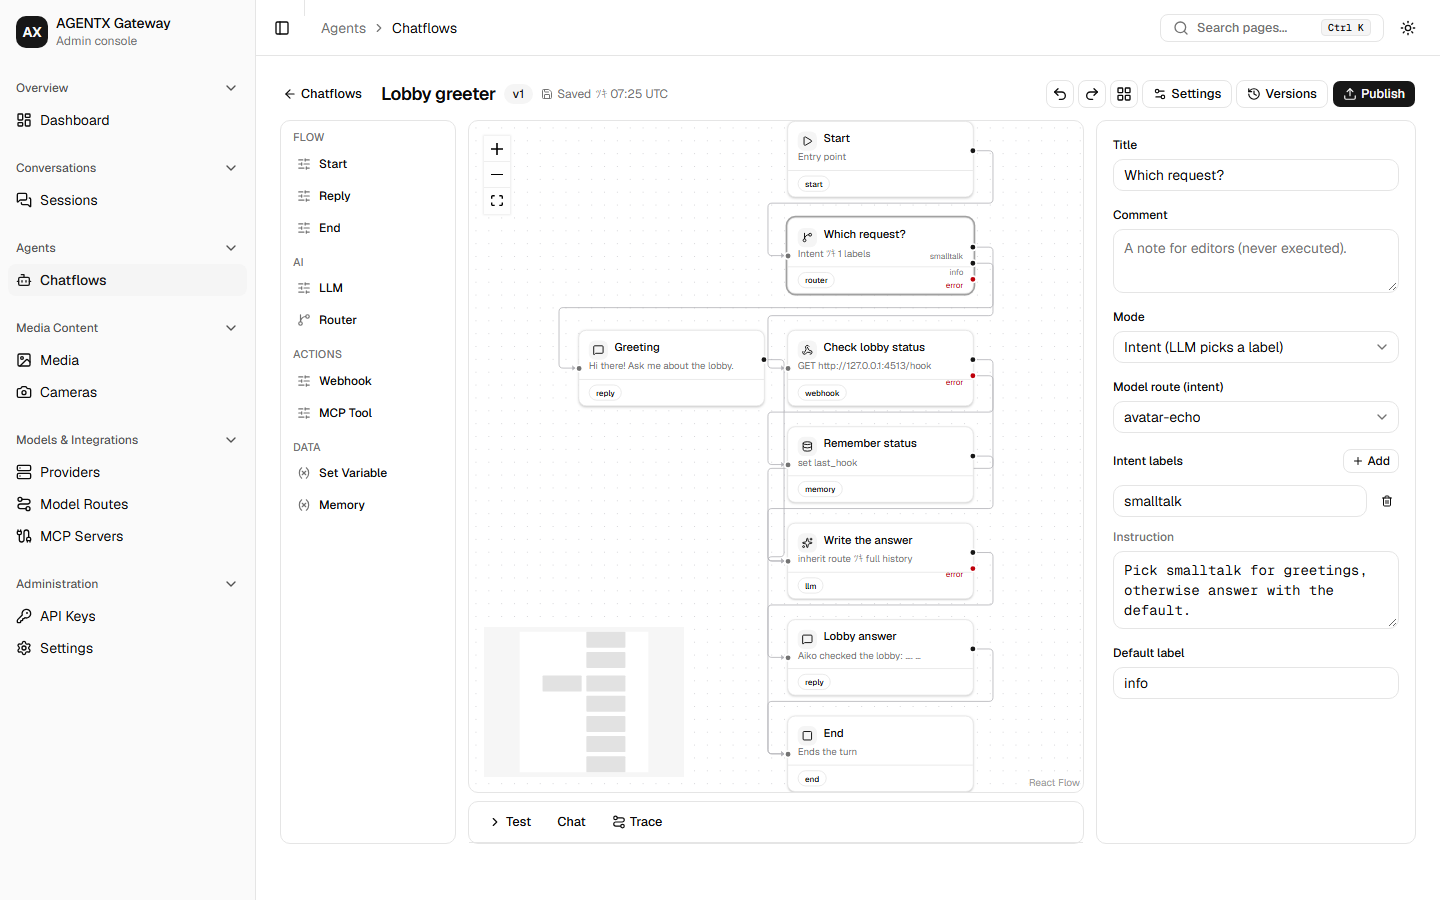 AX
AGENTX Gateway
Admin console
Overview
Dashboard
Conversations
Sessions
Agents
Chatflows
Media Content
Media
Cameras
Models & Integrations
Providers
Model Routes
MCP Servers
Administration
API Keys
Settings
Agents > Chatflows
Search pages...
Ctrl K
Chatflows
Lobby greeter
v1
Saved ﾂｷ 07:25 UTC
Settings
Versions
Publish
FLOW
Start
Reply
End
AI
LLM
Router
ACTIONS
Webhook
MCP Tool
DATA
Set Variable
Memory
Start
Entry point
start
Which request?
Intent ﾂｷ 1 labels
smalltalk
info
router
error
Greeting
Hi there! Ask me about the lobby.
reply
Check lobby status
GET http://127.0.0.1:4513/hook
error
webhook
Remember status
set last_hook
memory
Write the answer
inherit route ﾂｷ full history
error
llm
Lobby answer
Aiko checked the lobby:
reply
End
Ends the turn
end
React Flow
Test
Chat
Trace
Title
Which request?
Comment
A note for editors (never executed).
Mode
Intent (LLM picks a label)
Model route (intent)
avatar-echo
Intent labels
+ Add
smalltalk
Instruction
Pick smalltalk for greetings,
otherwise answer with the
default.
Default label
info